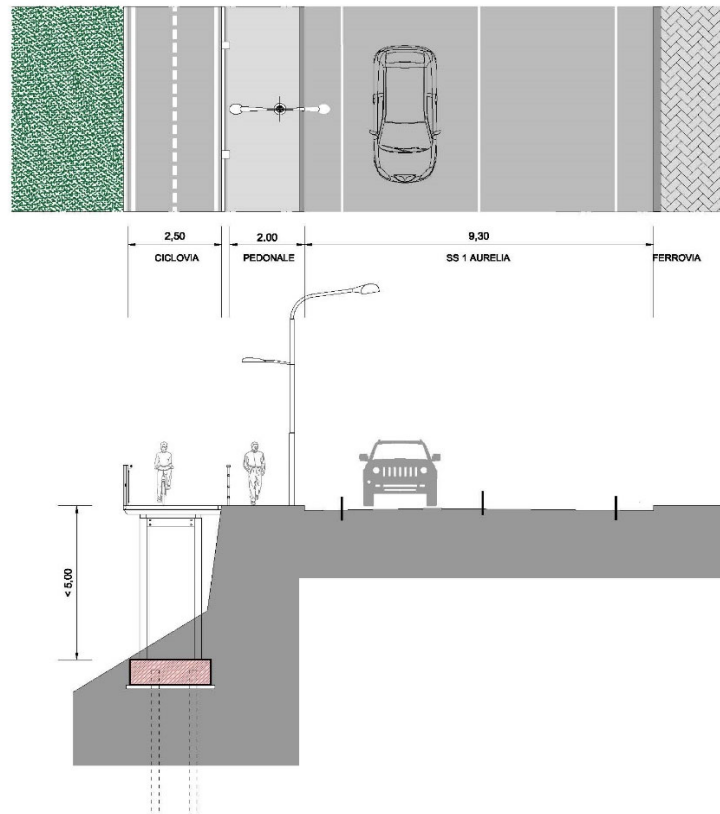 2,50
2.00
9,30
CICLOVIA
PEDONALE
SS 1 AURELIA
FERROVIA
< 5,00